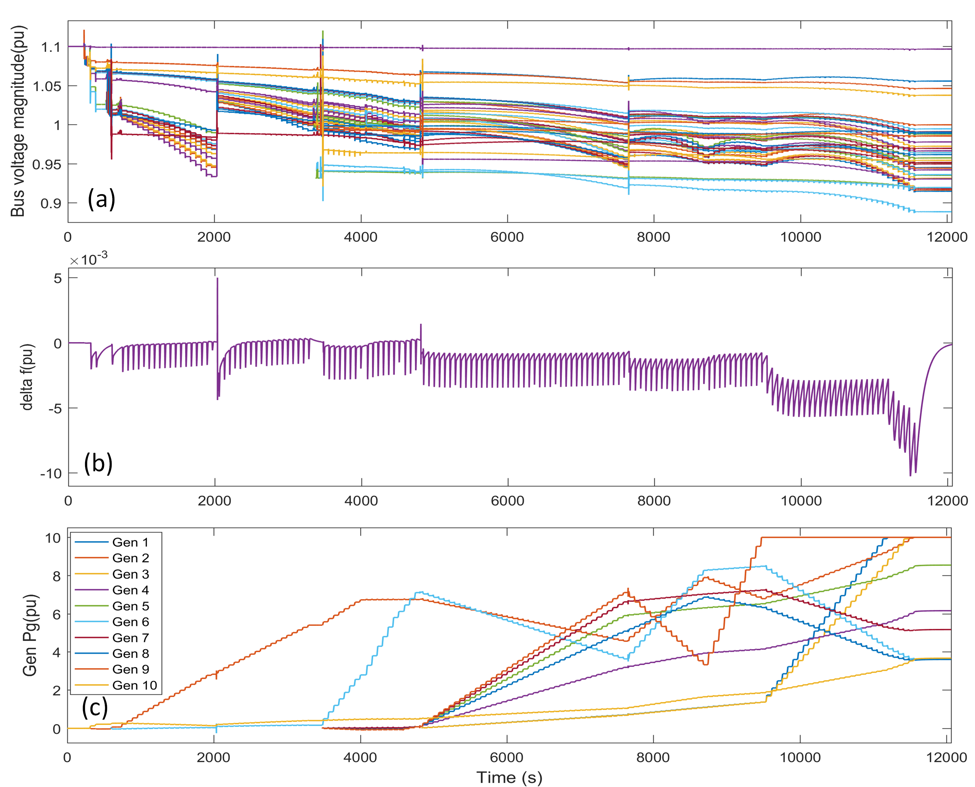 Bus voltage magnitude(pu)
1.1
1.05
1
0.95
0.9
(a)
0 2000 4000 6000 8000 10000 12000
×10⁻³
delta f(pu)
5
0
-5
-10
(b)
0 2000 4000 6000 8000 10000 12000
Gen Pg(pu)
10
8
6
4
2
0
Gen 1
Gen 2
Gen 3
Gen 4
Gen 5
Gen 6
Gen 7
Gen 8
Gen 9
Gen 10
(c)
0 2000 4000 6000 8000 10000 12000
Time (s)